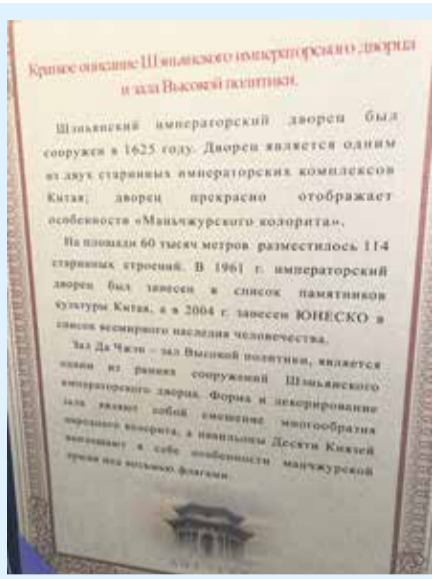 Краткое описание Шэньянского императорского дворца
и зала Высокой политики.
Шэньянский императорский дворец был
сооружен в 1625 году. Дворец является одним
из двух старинных императорских комплексов
Китая; дворец прекрасно отображает
особенности «Маньчжурского колорита».
На площади 60 тысяч метров разместилось 114
старинных строений. В 1961 г. императорский
дворец был занесен в список памятников
культуры Китая, а в 2004 г. занесен ЮНЕСКО в
список всемирного наследия человечества.
Зал Да Чжэн – зал Высокой политики, является
одним из ранних сооружений Шэньянского
императорского дворца. Форма и декорирование
зала являют собой смешение многообразия
народного колорита, а павильоны Десяти Князей
воплощают в себе особенности манчжурской
армии под восьмью флагами.